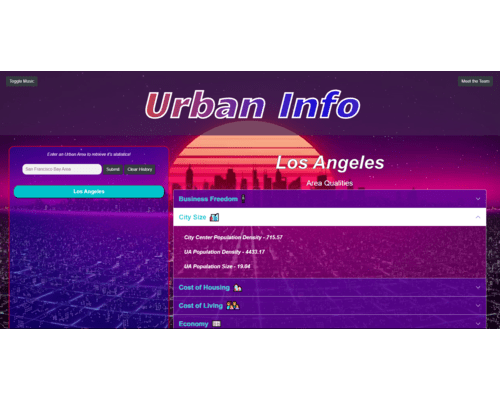 Toggle Music
Meet the Team
Urban Info
Enter an Urban Area to retrieve it's statistics!
San Francisco Bay Area
Submit
Clear History
Los Angeles
Los Angeles
Area Qualities
Business Freedom
City Size
City Center Population Density - 715.57
UA Population Density - 4433.17
UA Population Size - 19.94
Cost of Housing
Cost of Living
Economy